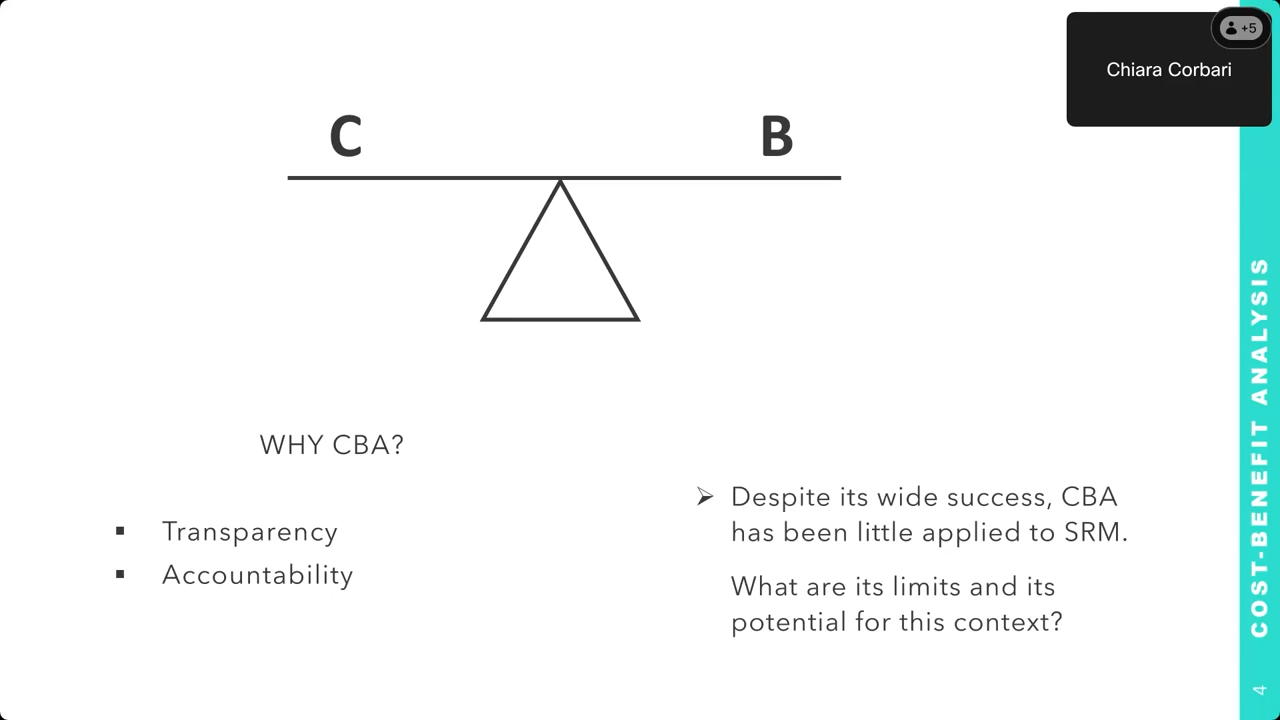 +5
Chiara Corbari
C
B
WHY CBA?
Transparency
Accountability
Despite its wide success, CBA
has been little applied to SRM.
What are its limits and its
potential for this context?
COST-BENEFIT ANALYSIS
4